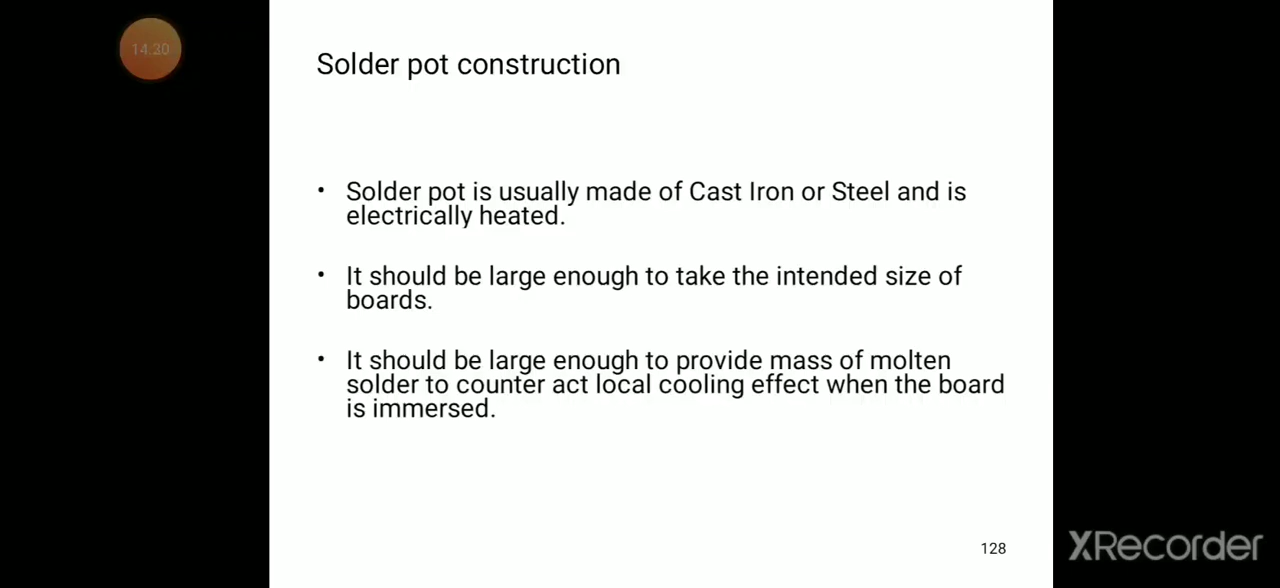 14:20
Solder pot construction
• Solder pot is usually made of Cast Iron or Steel and is
electrically heated.
• It should be large enough to take the intended size of
boards.
• It should be large enough to provide mass of molten
solder to counter act local cooling effect when the board
is immersed.
128
XRecorder